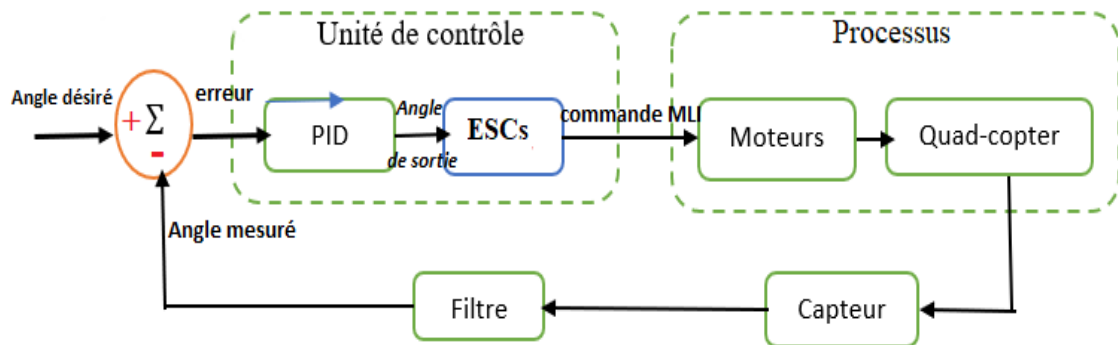 Unité de contrôle
Processus
Angle désiré
+
Σ
-
erreur
PID
Angle
de sortie
ESCs
commande MLI
Moteurs
Quad-copter
Angle mesuré
Filtre
Capteur